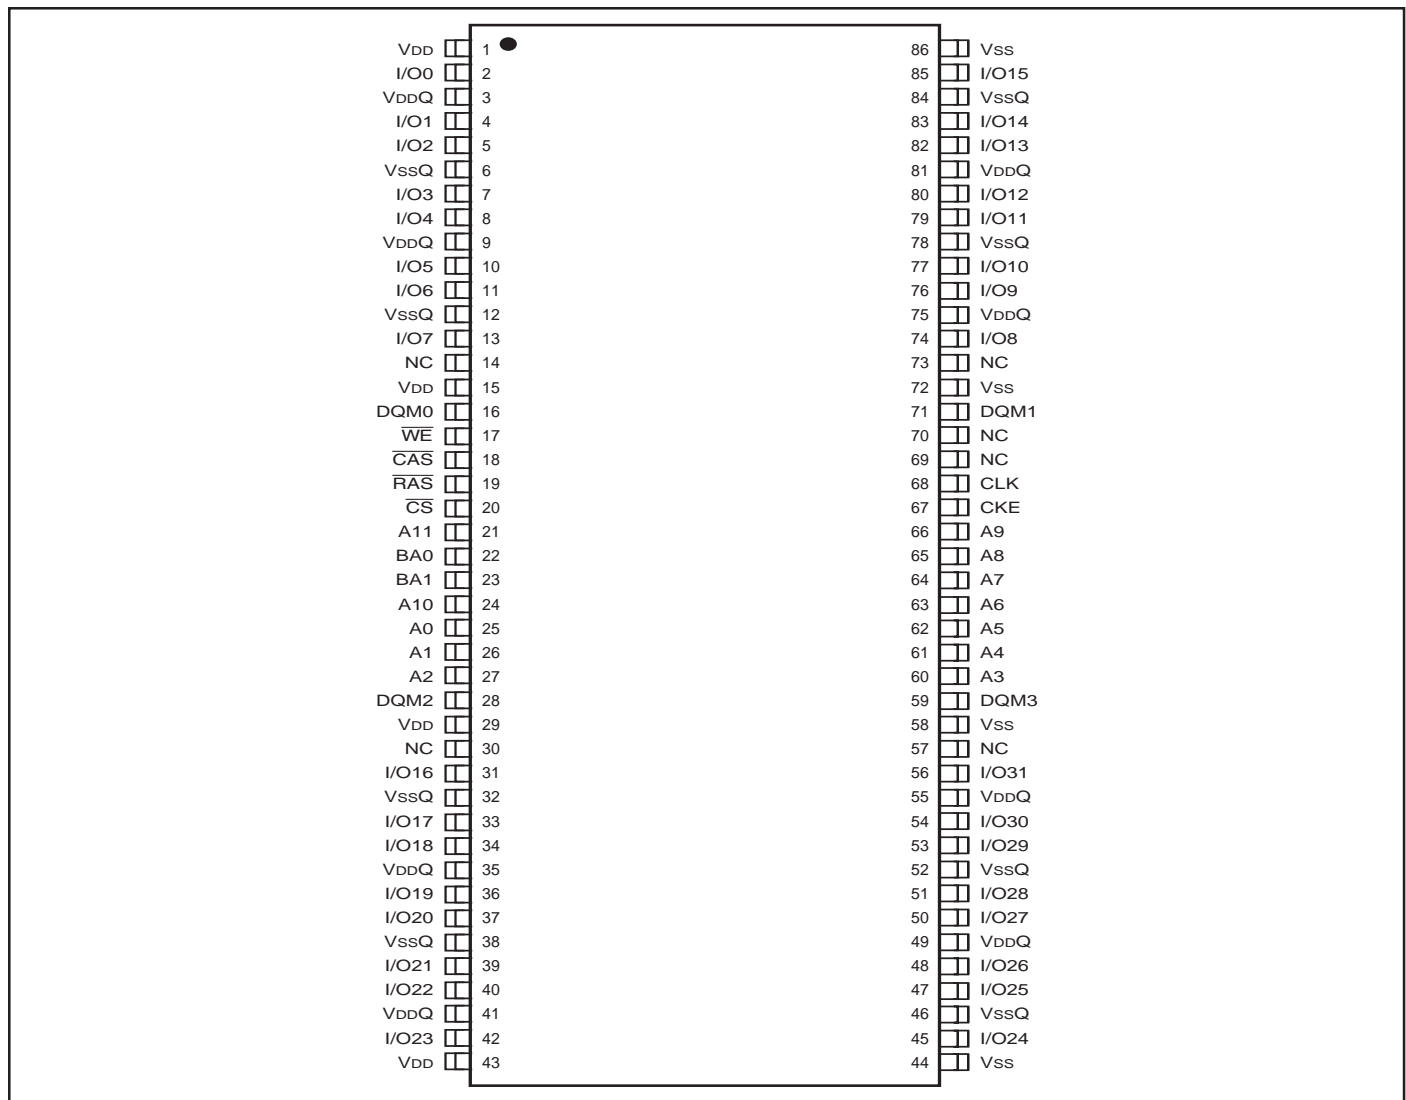 VDD 1 86 Vss
I/O0 2 85 I/O15
VDDQ 3 84 VssQ
I/O1 4 83 I/O14
I/O2 5 82 I/O13
VssQ 6 81 VDDQ
I/O3 7 80 I/O12
I/O4 8 79 I/O11
VDDQ 9 78 VssQ
I/O5 10 77 I/O10
I/O6 11 76 I/O9
VssQ 12 75 VDDQ
I/O7 13 74 I/O8
NC 14 73 NC
VDD 15 72 Vss
DQM0 16 71 DQM1
W̅E̅ 17 70 NC
C̅A̅S̅ 18 69 NC
R̅A̅S̅ 19 68 CLK
C̅S̅ 20 67 CKE
A11 21 66 A9
BA0 22 65 A8
BA1 23 64 A7
A10 24 63 A6
A0 25 62 A5
A1 26 61 A4
A2 27 60 A3
DQM2 28 59 DQM3
VDD 29 58 Vss
NC 30 57 NC
I/O16 31 56 I/O31
VssQ 32 55 VDDQ
I/O17 33 54 I/O30
I/O18 34 53 I/O29
VDDQ 35 52 VssQ
I/O19 36 51 I/O28
I/O20 37 50 I/O27
VssQ 38 49 VDDQ
I/O21 39 48 I/O26
I/O22 40 47 I/O25
VDDQ 41 46 VssQ
I/O23 42 45 I/O24
VDD 43 44 Vss